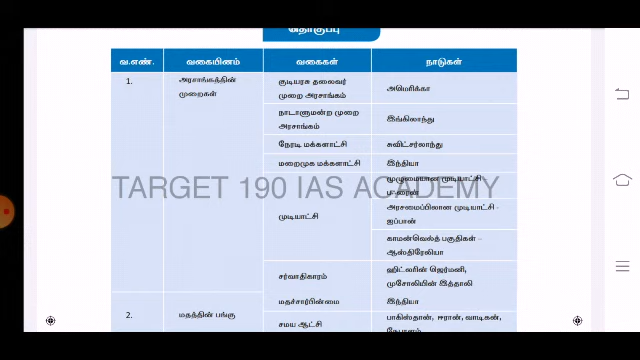 தொகுப்பு
வ.எண். வகையினம் வகைகள் நாடுகள்
1. அரசாங்கத்தின் முறைகள்
குடியரசு தலைவர் முறை அரசாங்கம் அமெரிக்கா
நாடாளுமன்ற முறை அரசாங்கம் இங்கிலாந்து
நேரடி மக்களாட்சி சுவிட்சர்லாந்து
மறைமுக மக்களாட்சி இந்தியா
முடியாட்சி
முழுமையான முடியாட்சி - பஃரைன்
அரசமைப்பிலான முடியாட்சி – ஜப்பான்
காமன்வெல்த் பகுதிகள் – ஆஸ்திரேலியா
சர்வாதிகாரம் ஹிட்லரின் ஜெர்மனி, முசோலியின் இத்தாலி
2. மதத்தின் பங்கு
மதச்சார்பின்மை இந்தியா
சமய ஆட்சி பாகிஸ்தான், ஈரான், வாடிகன்,
TARGET 190 IAS ACADEMY